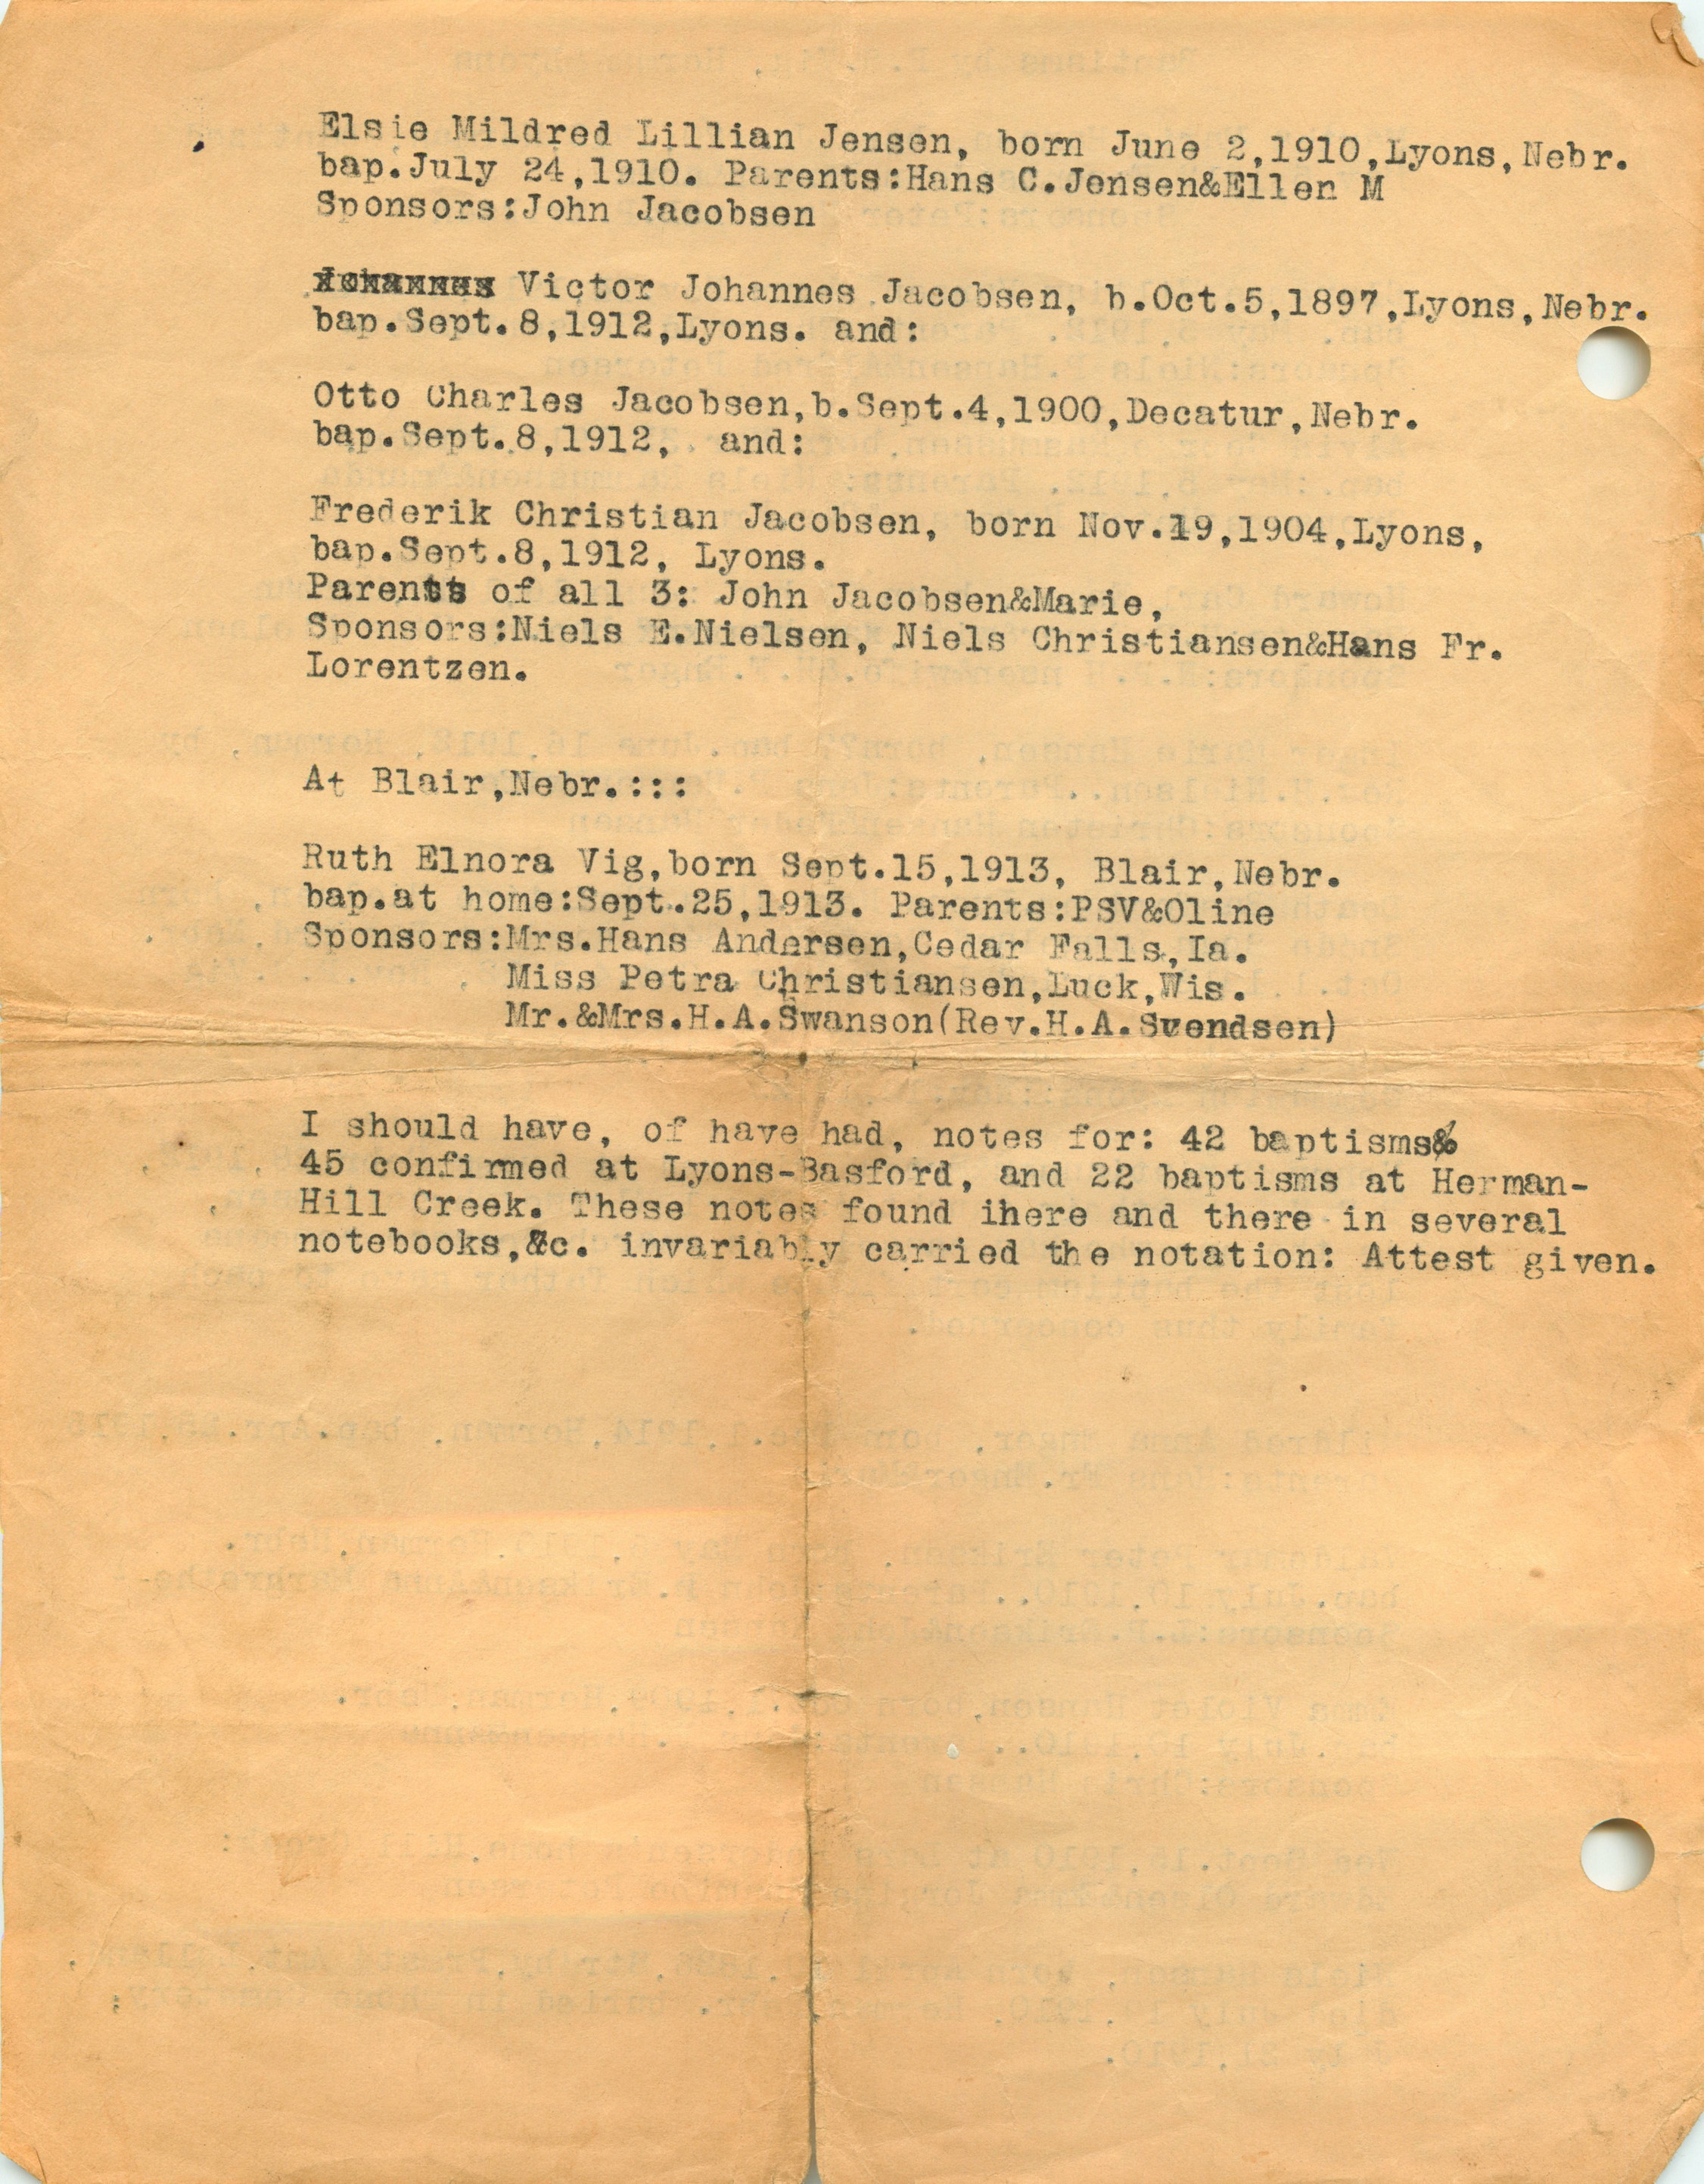 Elsie Mildred Lillian Jensen, born June 2,1910,Lyons,Nebr.
bap.July 24,1910. Parents:Hans C.Jensen&Ellen M
Sponsors:John Jacobsen
Victor Johannes Jacobsen, b.Oct.5,1897,Lyons,Nebr.
bap.Sept.8,1912,Lyons. and:
Otto Charles Jacobsen,b.Sept.4,1900,Decatur,Nebr.
bap.Sept.8,1912, and:
Frederik Christian Jacobsen, born Nov.19,1904,Lyons,
bap.Sept.8,1912, Lyons.
Parents of all 3: John Jacobsen&Marie,
Sponsors:Niels E.Nielsen, Niels Christiansen&Hans Fr.
Lorentzen.
At Blair,Nebr.:::
Ruth Elnora Vig,born Sept.15,1913, Blair,Nebr.
bap.at home:Sept.25,1913. Parents:PSV&Oline
Sponsors:Mrs.Hans Andersen,Cedar Falls,Ia.
Miss Petra Christiansen,Luck,Wis.
Mr.&Mrs.H.A.Swanson(Rev.H.A.Svendsen)
I should have, of have had, notes for: 42 baptisms&
45 confirmed at Lyons-Basford, and 22 baptisms at Herman-
Hill Creek. These notes found ihere and there in several
notebooks,&c. invariably carried the notation: Attest given.